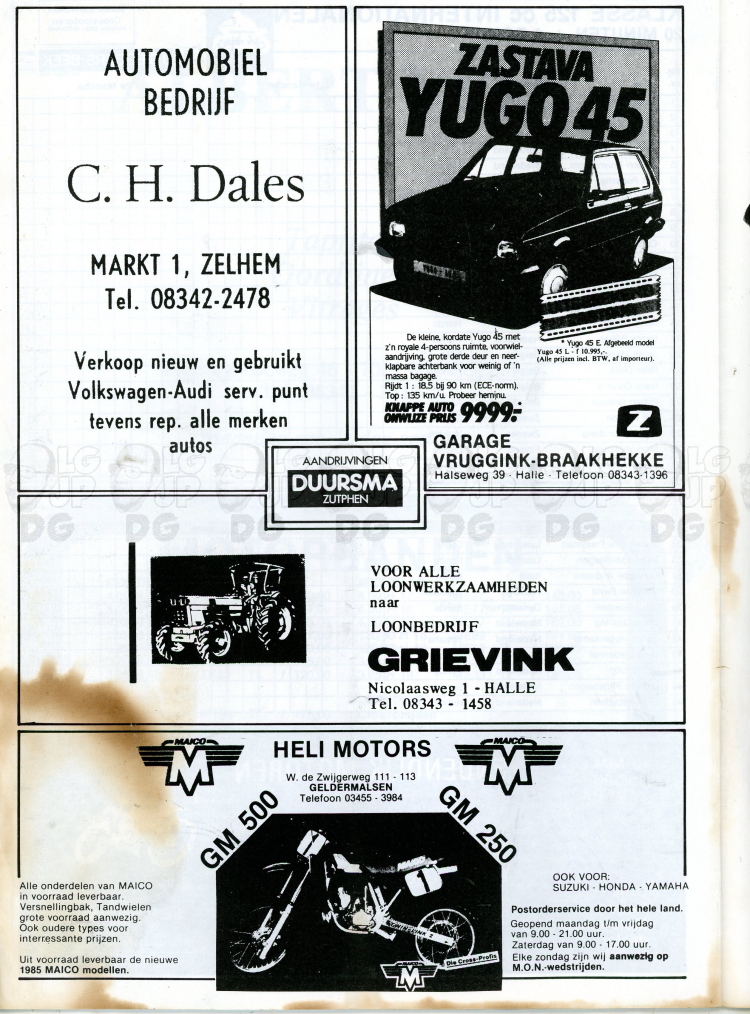 AUTOMOBIEL
BEDRIJF
C. H. Dales
MARKT 1, ZELHEM
Tel. 08342-2478
Verkoop nieuw en gebruikt
Volkswagen-Audi serv. punt
tevens rep. alle merken
autos
ZASTAVA
YUGO 45
De kleine, kordate Yugo 45 met
z'n royale 4-persoons ruimte, voorwiel-
aandrijving, grote derde deur en neer-
klapbare achterbank voor weinig of 'n
massa bagage.
Rijdt 1 : 18,5 bij 90 km (ECE-norm).
Top : 135 km/u. Probeer hem nu.
KNAPPE AUTO
ONWIJZE PRIJS 9999:-
* Yugo 45 E. Afgebeeld model
Yugo 45 L - f 10.995,-.
(Alle prijzen incl. BTW, af importeur).
Z
GARAGE
VRUGGINK-BRAAKHEKKE
Halseweg 39 - Halle - Telefoon 08343-1396
AANDRIJVINGEN
DUURSMA
ZUTPHEN
VOOR ALLE
LOONWERKZAAMHEDEN
naar
LOONBEDRIJF
GRIEVINK
Nicolaasweg 1 - HALLE
Tel. 08343 - 1458
MAICO
M
HELI MOTORS
MAICO
M
W. de Zwijgerweg 111 - 113
GELDERMALSEN
Telefoon 03455 - 3984
GM 500
GM 250
1
1
MAICO
M
Die Cross-Profis
Alle onderdelen van MAICO
in voorraad leverbaar.
Versnellingbak, Tandwielen
grote voorraad aanwezig.
Ook oudere types voor
interressante prijzen.
Uit voorraad leverbaar de nieuwe
1985 MAICO modellen.
OOK VOOR:
SUZUKI - HONDA - YAMAHA
Postorderservice door het hele land.
Geopend maandag t/m vrijdag
van 9.00 - 21.00 uur.
Zaterdag van 9.00 - 17.00 uur.
Elke zondag zijn wij aanwezig op
M.O.N.-wedstrijden.